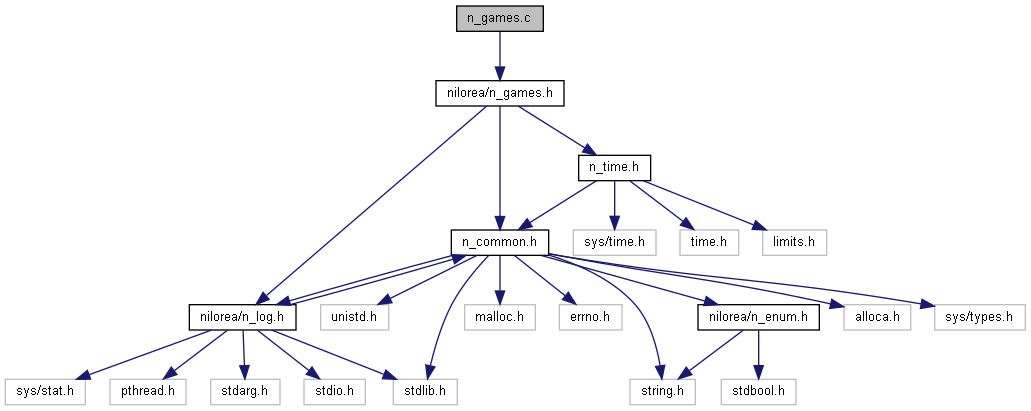 n_games.c
nilorea/n_games.h
n_time.h
n_common.h
sys/time.h
time.h
limits.h
nilorea/n_log.h
unistd.h
malloc.h
errno.h
nilorea/n_enum.h
alloca.h
sys/types.h
sys/stat.h
pthread.h
stdarg.h
stdio.h
stdlib.h
string.h
stdbool.h